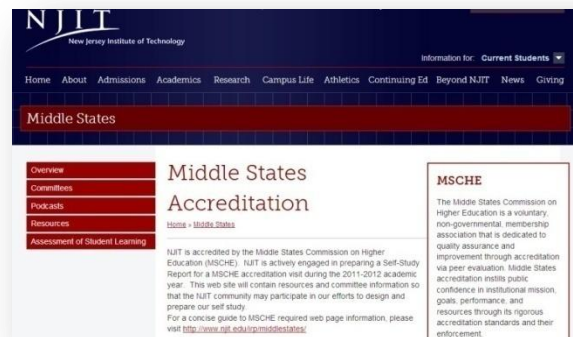 NJIT
New Jersey Institute of Technology
Information for: Current Students
Home About Admissions Academics Research Campus Life Athletics Continuing Ed Beyond NJIT News Giving
Middle States
Overview
Committees
Podcasts
Resources
Assessment of Student Learning
Middle States
Accreditation
Home » Middle States
NJIT is accredited by the Middle States Commission on Higher
Education (MSCHE). NJIT is actively engaged in preparing a Self-Study
Report for a MSCHE accreditation visit during the 2011-2012 academic
year. This web site will contain resources and committee information so
that the NJIT community may participate in our efforts to design and
prepare our self study.
For a concise guide to MSCHE required web page information, please
visit http://www.njit.edu/irp/middlestates/
MSCHE
The Middle States Commission on
Higher Education is a voluntary,
non-governmental, membership
association that is dedicated to
quality assurance and
improvement through accreditation
via peer evaluation. Middle States
accreditation instills public
confidence in institutional mission,
goals, performance, and
resources through its rigorous
accreditation standards and their
enforcement.